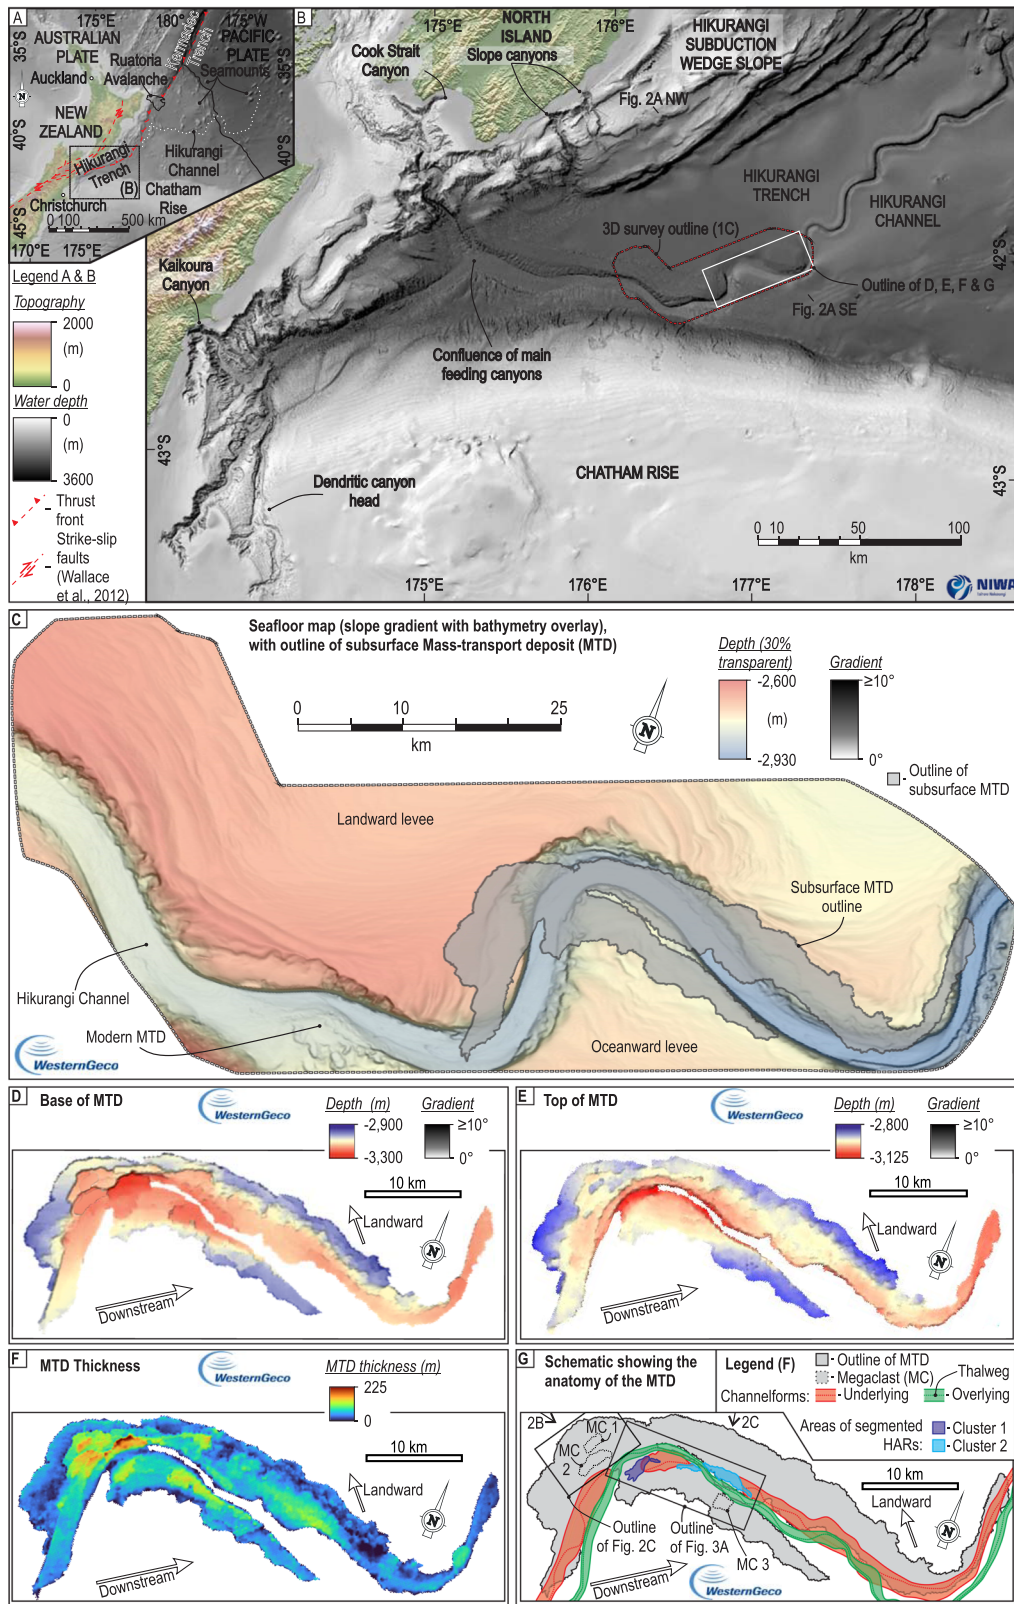 A
180°
175°W
35°S
AUSTRALIAN
PLATE
PACIFIC
PLATE
Kermadec
Trench
35°S
Ruatoria
Avalanche
Seamounts
Auckland
N
NEW
ZEALAND
40°S
40°S
Hikurangi
Trench
Hikurangi
Channel
(B)
Chatham
Rise
Christchurch
0 100 500 km
45°S
170°E 175°E
Legend A & B
Topography
2000
(m)
0
Water depth
0
(m)
3600
Thrust
front
Strike-slip
faults
(Wallace
et al., 2012)
B
175°E
NORTH
ISLAND
176°E
Cook Strait
Canyon
Slope canyons
HIKURANGI
SUBDUCTION
WEDGE SLOPE
Fig. 2A NW
HIKURANGI
TRENCH
HIKURANGI
CHANNEL
3D survey outline (1C)
42°S
Kaikoura
Canyon
Outline of D, E, F & G
Fig. 2A SE
Confluence of main
feeding canyons
43°S
CHATHAM RISE
43°S
Dendritic canyon
head
0 10 50 100
km
175°E 176°E 177°E 178°E
NIWA
C
Seafloor map (slope gradient with bathymetry overlay),
with outline of subsurface Mass-transport deposit (MTD)
Depth (30%
transparent)
-2,600
(m)
-2,930
Gradient
≥10°
0°
0 10 25
km
N
Outline of
subsurface MTD
Landward levee
Subsurface MTD
outline
Hikurangi Channel
Modern MTD
Oceanward levee
WesternGeco
D
Base of MTD
WesternGeco
Depth (m)
-2,900
-3,300
Gradient
≥10°
0°
10 km
Landward
N
Downstream
E
Top of MTD
WesternGeco
Depth (m)
-2,800
-3,125
Gradient
≥10°
0°
10 km
Landward
N
Downstream
F
MTD Thickness
WesternGeco
MTD thickness (m)
225
0
10 km
Landward
N
Downstream
G
Schematic showing the
anatomy of the MTD
Legend (F)
- Outline of MTD
- Megaclast (MC)
Thalweg
Channelforms:
- Underlying
- Overlying
Areas of segmented
HARs:
- Cluster 1
- Cluster 2
2B
2C
MC 1
MC
2
10 km
Landward
N
Outline
of Fig. 2C
Outline
of Fig. 3A
MC 3
Downstream
WesternGeco